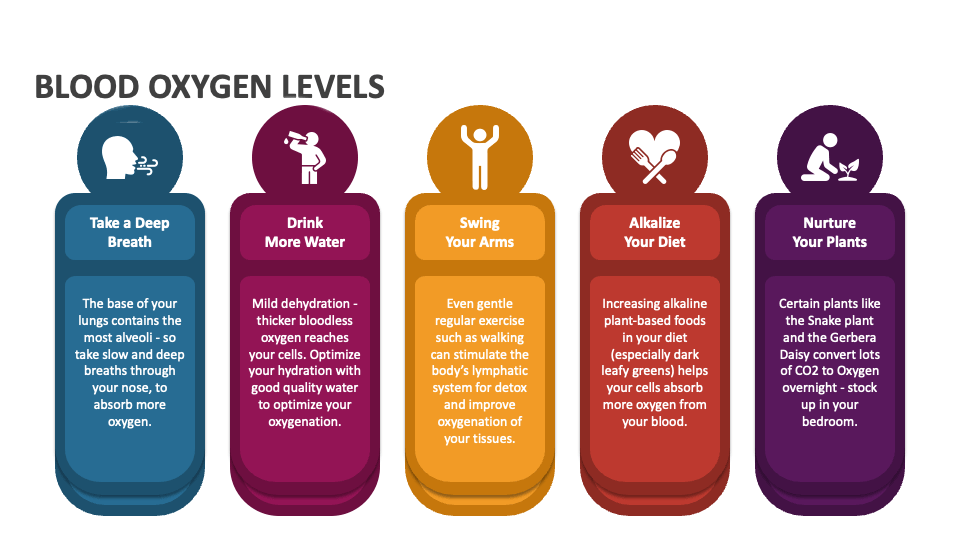 BLOOD OXYGEN LEVELS
Take a Deep
Breath
The base of your
lungs contains the
most alveoli - so
take slow and deep
breaths through
your nose, to
absorb more
oxygen.
Drink
More Water
Mild dehydration -
thicker bloodless
oxygen reaches
your cells. Optimize
your hydration with
good quality water
to optimize your
oxygenation.
Swing
Your Arms
Even gentle
regular exercise
such as walking
can stimulate the
body's lymphatic
system for detox
and improve
oxygenation of
your tissues.
Alkalize
Your Diet
Increasing alkaline
plant-based foods
in your diet
(especially dark
leafy greens) helps
your cells absorb
more oxygen from
your blood.
Nurture
Your Plants
Certain plants like
the Snake plant
and the Gerbera
Daisy convert lots
of CO2 to Oxygen
overnight - stock
up in your
bedroom.